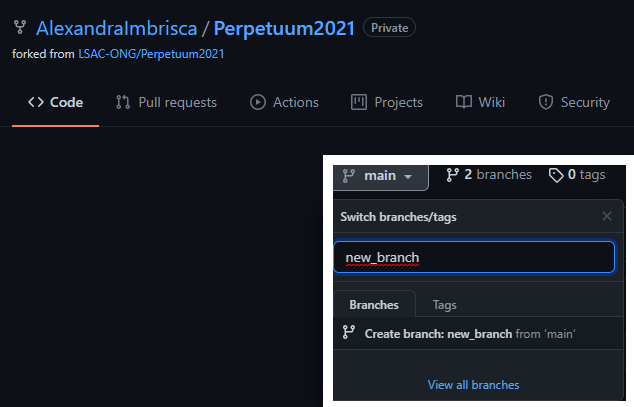 AlexandraImbrisca / Perpetuum2021 Private
forked from LSAC-ONG/Perpetuum2021
Code Pull requests Actions Projects Wiki Security
main 2 branches 0 tags
Switch branches/tags
new_branch
Branches Tags
Create branch: new_branch from 'main'
View all branches